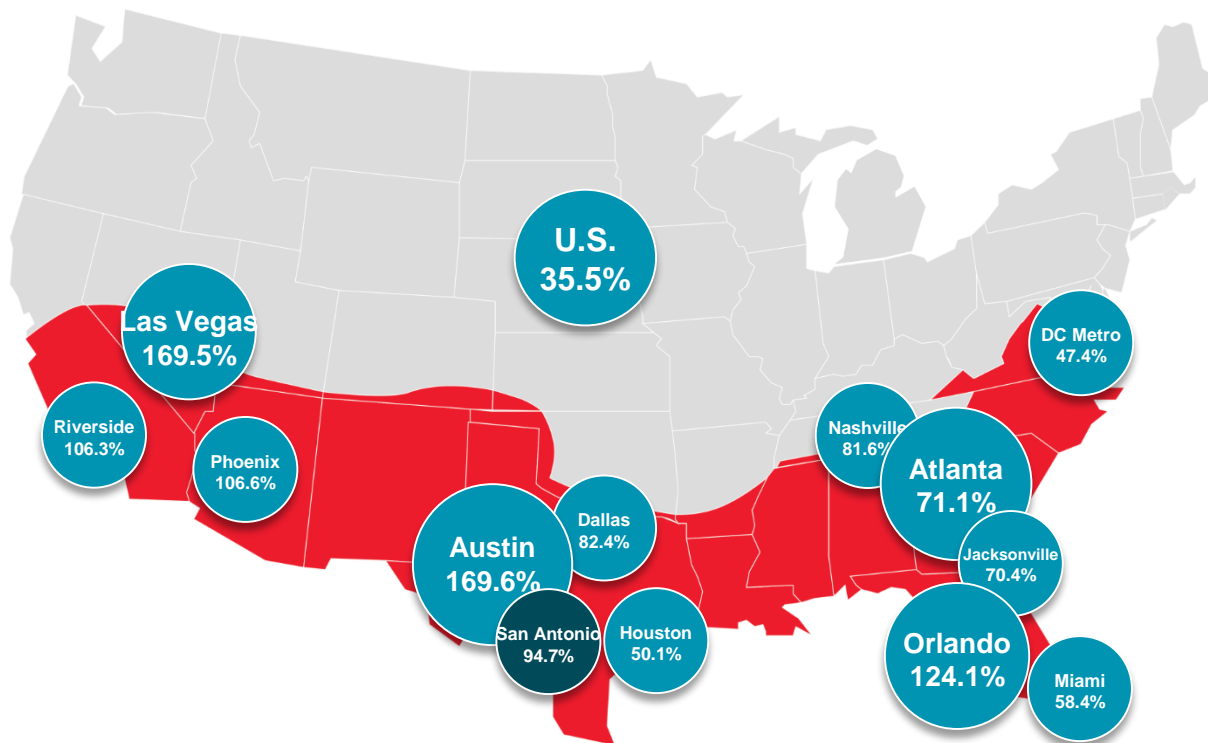 U.S.
35.5%
Las Vegas
169.5%
DC Metro
47.4%
Riverside
106.3%
Phoenix
106.6%
Nashville
81.6%
Atlanta
71.1%
Dallas
82.4%
Austin
169.6%
Jacksonville
70.4%
San Antonio
94.7%
Houston
50.1%
Orlando
124.1%
Miami
58.4%